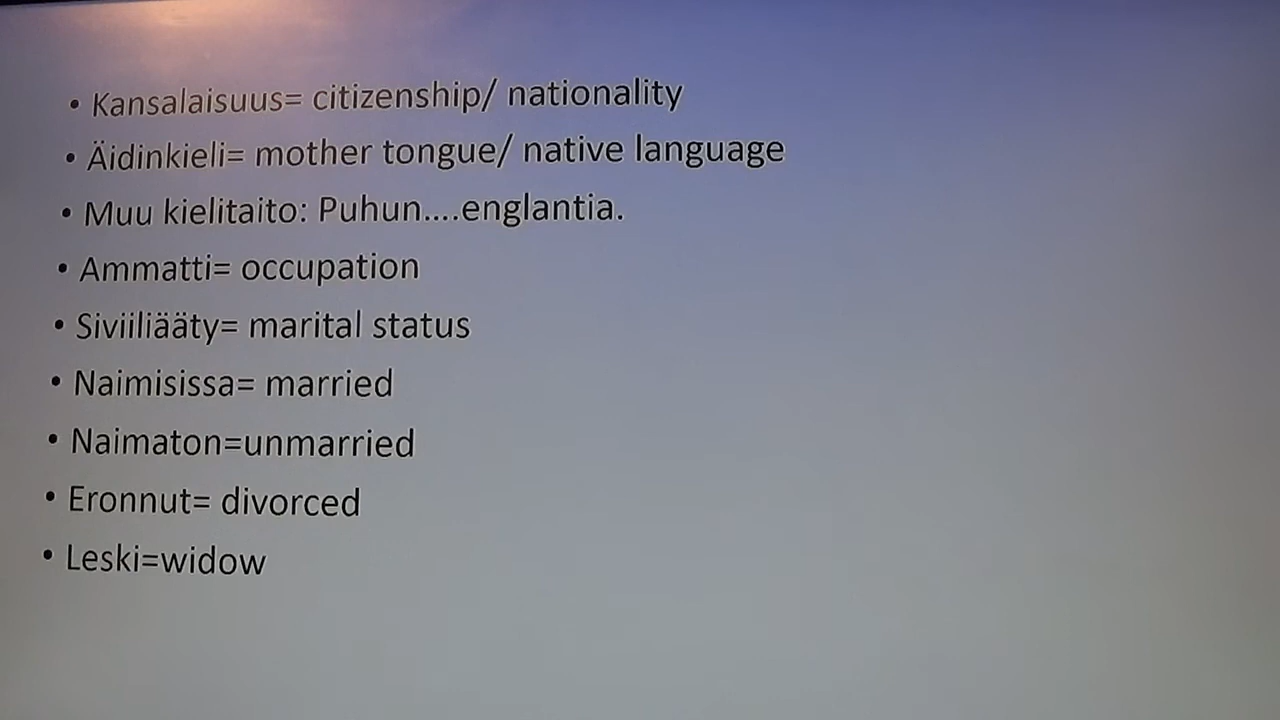 • Kansalaisuus= citizenship/ nationality
• Äidinkieli= mother tongue/ native language
• Muu kielitaito: Puhun....englantia.
• Ammatti= occupation
• Siviiliääty= marital status
• Naimisissa= married
• Naimaton=unmarried
• Eronnut= divorced
• Leski=widow